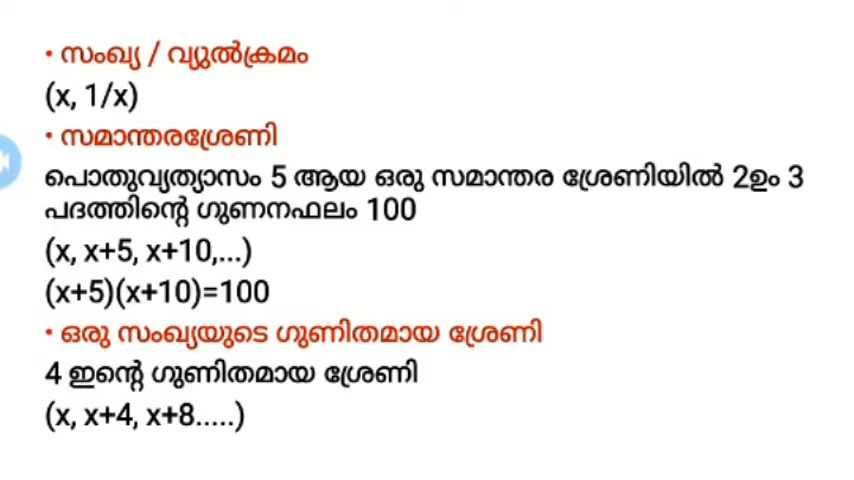 • സംഖ്യ / വ്യുൽക്രമം
(x, 1/x)
• സമാന്തരശ്രേണി
പൊതുവ്യത്യാസം 5 ആയ ഒരു സമാന്തര ശ്രേണിയിൽ 2ഉം 3
പദത്തിന്റെ ഗുണനഫലം 100
(x, x+5, x+10,...)
(x+5)(x+10)=100
• ഒരു സംഖ്യയുടെ ഗുണിതമായ ശ്രേണി
4 ഇന്റെ ഗുണിതമായ ശ്രേണി
(x, x+4, x+8.....)